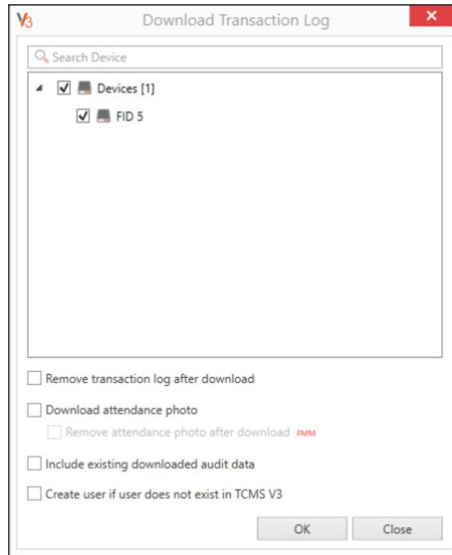 V3
Download Transaction Log
Search Device
Devices [1]
FID 5
Remove transaction log after download
Download attendance photo
Remove attendance photo after download FMM
Include existing downloaded audit data
Create user if user does not exist in TCMS V3
OK Close